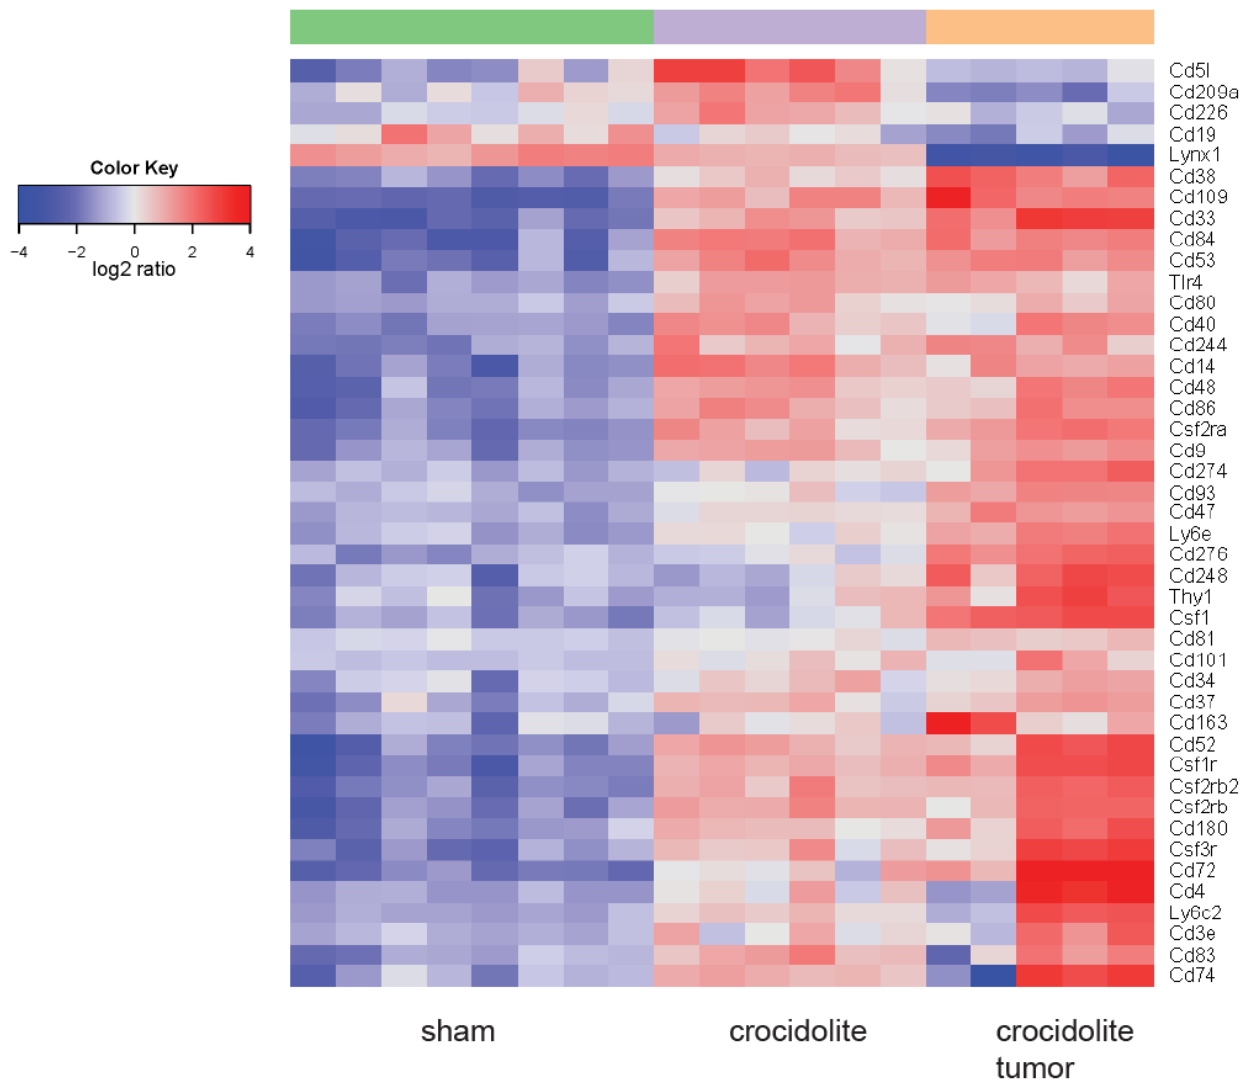 Color Key
−4 −2 0 2 4
log2 ratio
Cd5l
Cd209a
Cd226
Cd19
Lynx1
Cd38
Cd109
Cd33
Cd84
Cd53
Tlr4
Cd80
Cd40
Cd244
Cd14
Cd48
Cd86
Csf2ra
Cd9
Cd274
Cd93
Cd47
Ly6e
Cd276
Cd248
Thy1
Csf1
Cd81
Cd101
Cd34
Cd37
Cd163
Cd52
Csf1r
Csf2rb2
Csf2rb
Cd180
Csf3r
Cd72
Cd4
Ly6c2
Cd3e
Cd83
Cd74
sham crocidolite crocidolite
tumor